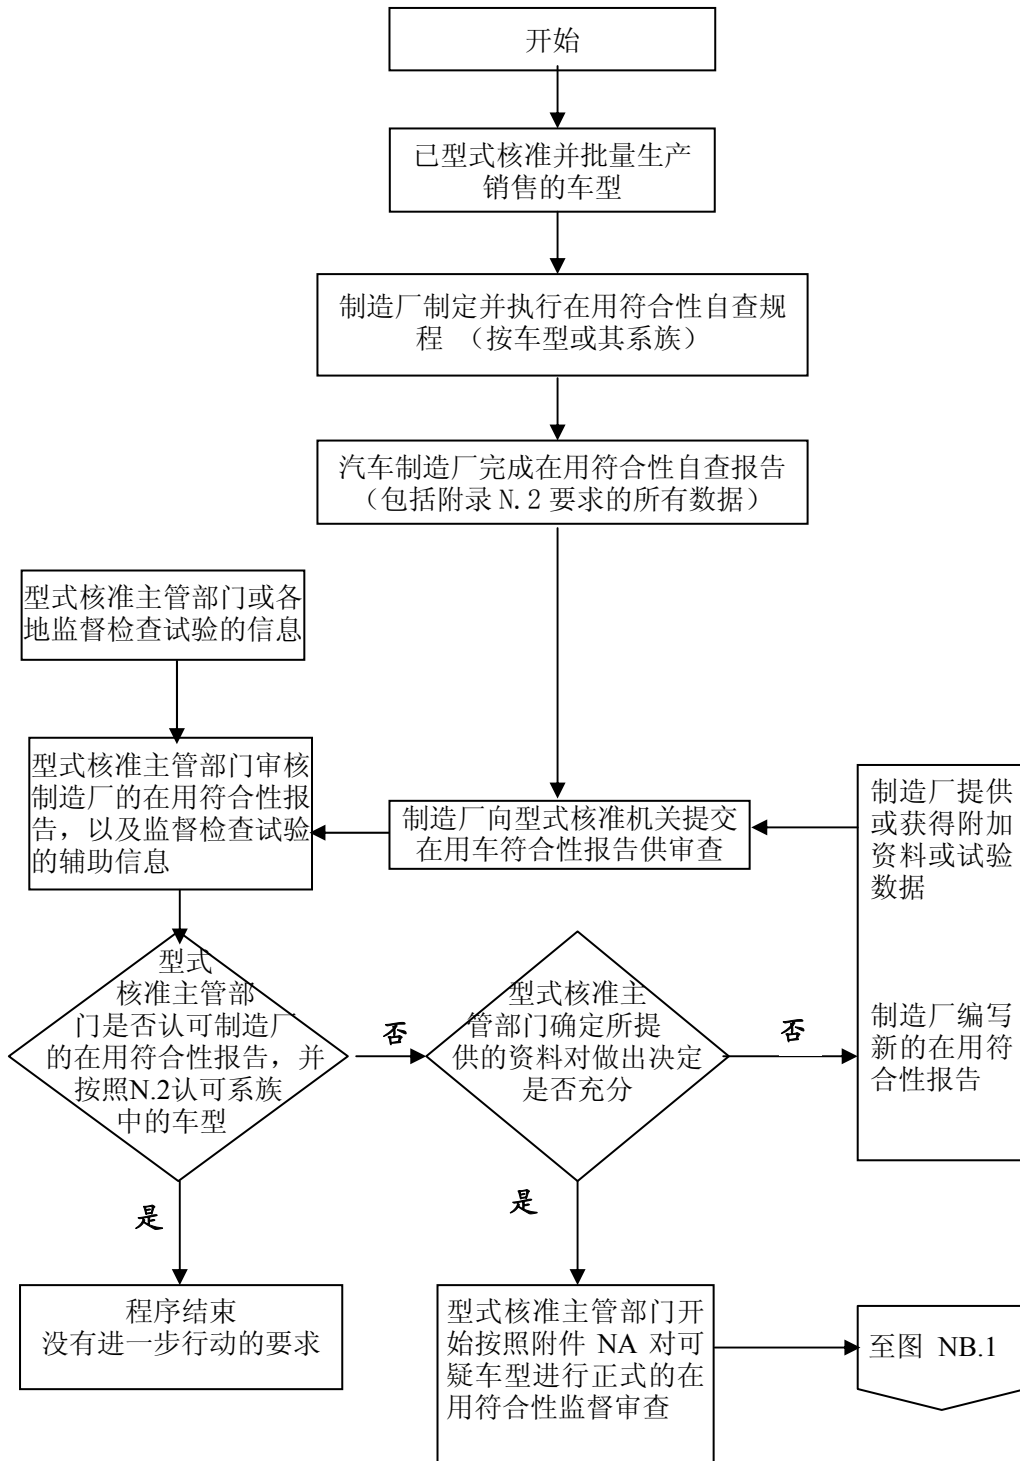 开始
已型式核准并批量生产
销售的车型
制造厂制定并执行在用符合性自查规
程 （按车型或其系族）
汽车制造厂完成在用符合性自查报告
（包括附录 N.2 要求的所有数据）
型式核准主管部门或各
地监督检查试验的信息
型式核准主管部门审核
制造厂的在用符合性报
告，以及监督检查试验
的辅助信息
制造厂向型式核准机关提交
在用车符合性报告供审查
制造厂提供
或获得附加
资料或试验
数据
制造厂编写
新的在用符
合性报告
型式
核准主管部
门是否认可制造厂
的在用符合性报告，并
按照N.2认可系族
中的车型
否
型式核准主
管部门确定所提
供的资料对做出决定
是否充分
否
是
是
程序结束
没有进一步行动的要求
型式核准主管部门开
始按照附件 NA 对可
疑车型进行正式的在
用符合性监督审查
至图 NB.1